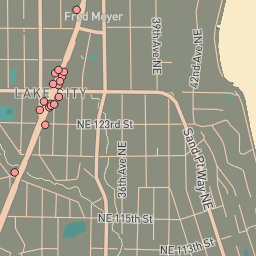 Fred Meyer
39th Ave NE
42nd Ave NE
LAKE CITY
NE 123rd St
Sand Pt Way NE
36th Ave NE
NE 115th St
NE 113th St